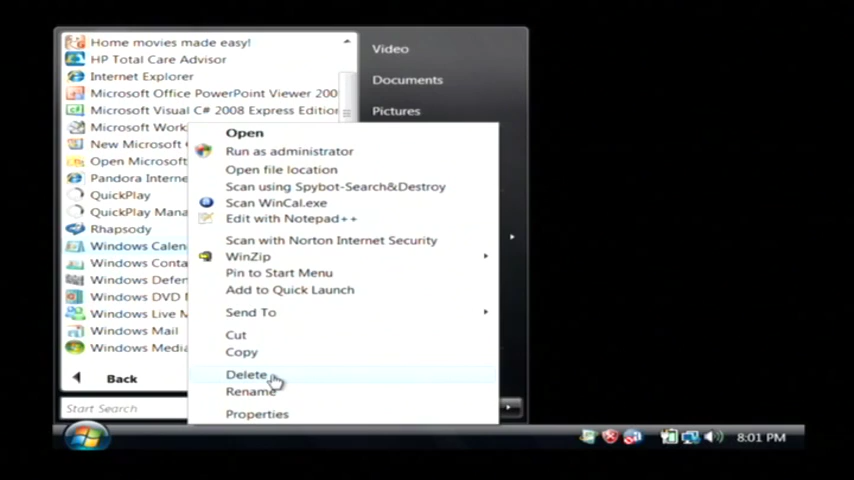 Home movies made easy!
HP Total Care Advisor
Internet Explorer
Microsoft Office PowerPoint Viewer 200
Microsoft Visual C# 2008 Express Edition
Microsoft Work
New Microsoft
Open Microsoft
Pandora Interne
QuickPlay
QuickPlay Mana
Rhapsody
Windows Calen
Windows Conta
Windows Defen
Windows DVD M
Windows Live M
Windows Mail
Windows Media
Back
Start Search
Video
Documents
Pictures
Open
Run as administrator
Open file location
Scan using Spybot-Search&Destroy
Scan WinCal.exe
Edit with Notepad++
Scan with Norton Internet Security
WinZip
Pin to Start Menu
Add to Quick Launch
Send To
Cut
Copy
Delete
Rename
Properties
8:01 PM